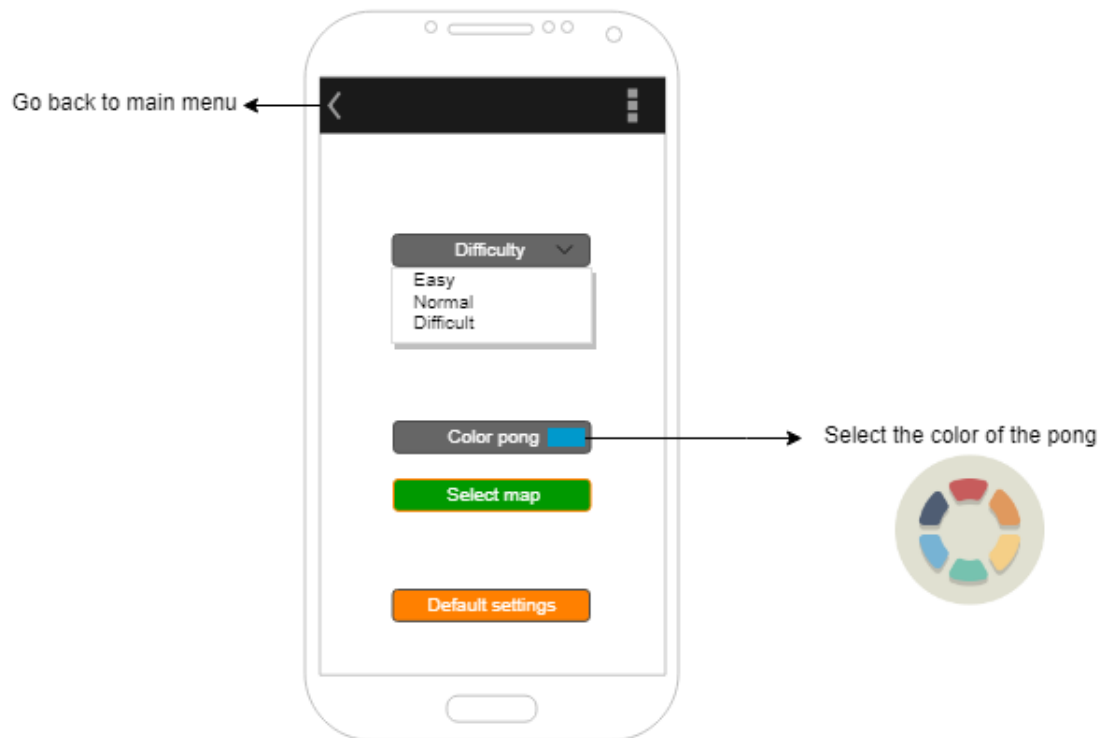 Go back to main menu
Difficulty
Easy
Normal
Difficult
Color pong
Select the color of the pong
Select map
Default settings